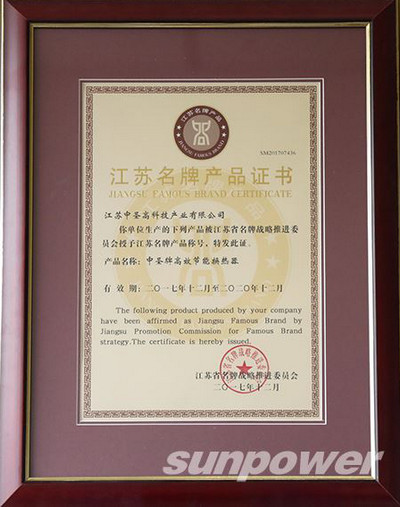 江苏名牌产品
JIANGSU FAMOUS BRAND
SM201707436
江苏名牌产品证书
JIANGSU FAMOUS BRAND CERTIFICATE
江苏中圣高科技产业有限公司
你单位生产的下列产品被江苏省名牌战略推进委
员会授予江苏名牌产品称号，特发此证。
产品名称：中圣牌高效节能换热器
有 效 期：二〇一七年十二月至二〇二〇年十二月
The following product produced by your company
have been affirmed as Jiangsu Famous Brand by
Jiangsu Promotion Commission for Famous Brand
strategy.The certificate is hereby issued.
江苏省名牌战略推进委员会
二〇一七年十二月
sunpower